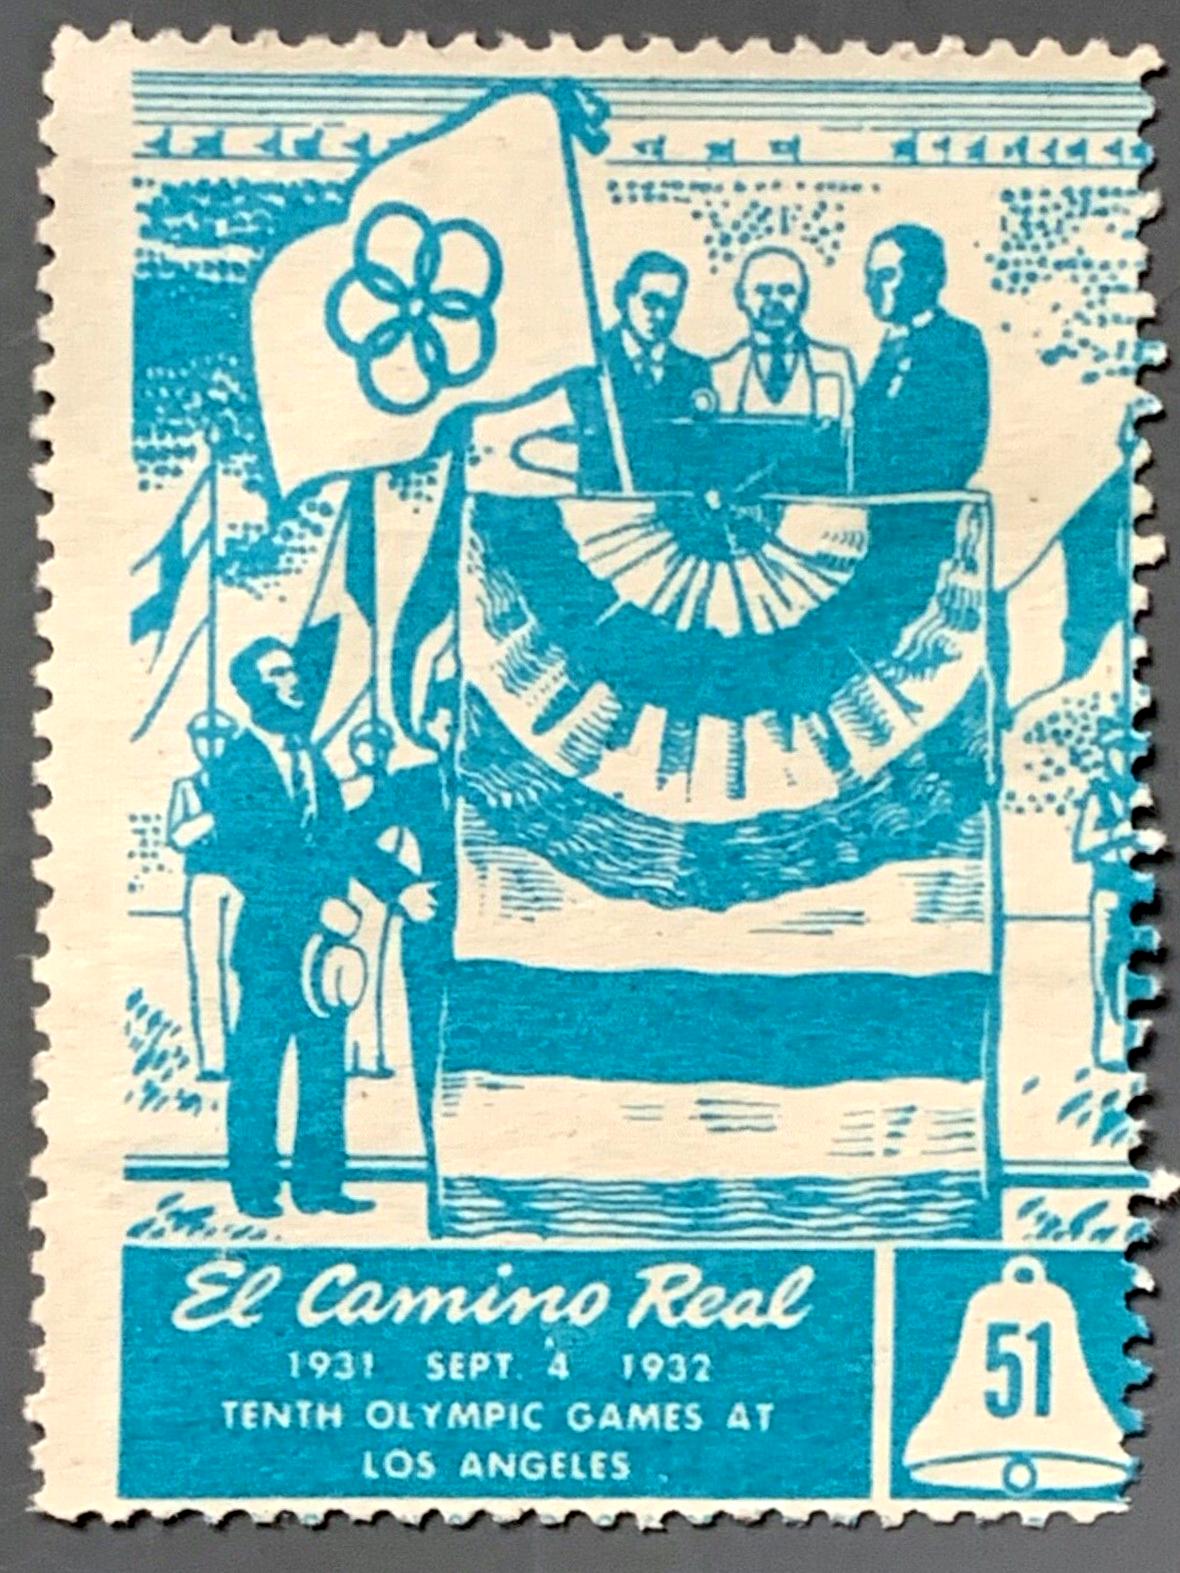 El Camino Real
1931 SEPT. 4 1932
TENTH OLYMPIC GAMES AT
LOS ANGELES
51